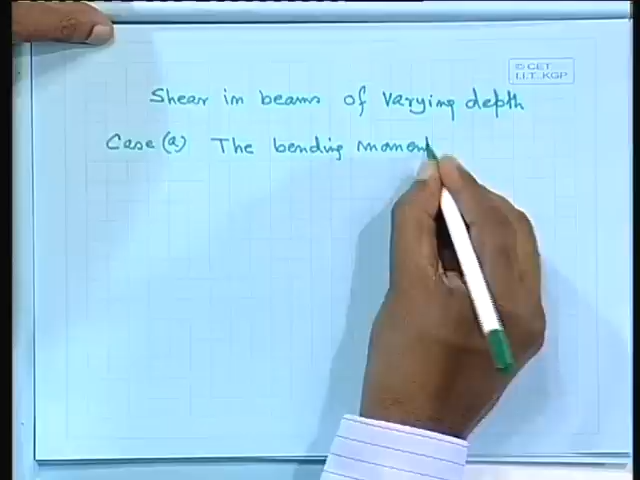 © CET
I.I.T. KGP
Shear in beams of varying depth
Case (a) The bending moment